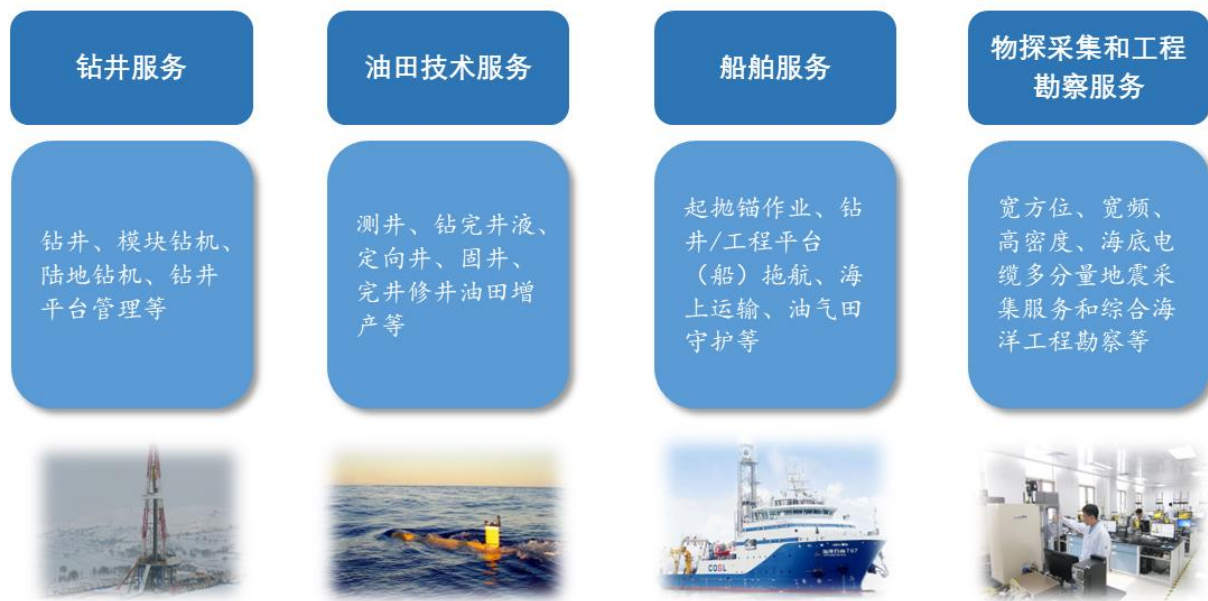 钻井服务
油田技术服务
船舶服务
物探采集和工程
勘察服务
钻井、模块钻机、
陆地钻机、钻井
平台管理等
测井、钻完井液、
定向井、固井、
完井修井油田增
产等
起抛锚作业、钻
井/工程平台
（船）拖航、海
上运输、油气田
守护等
宽方位、宽频、
高密度、海底电
缆多分量地震采
集服务和综合海
洋工程勘察等
COSL